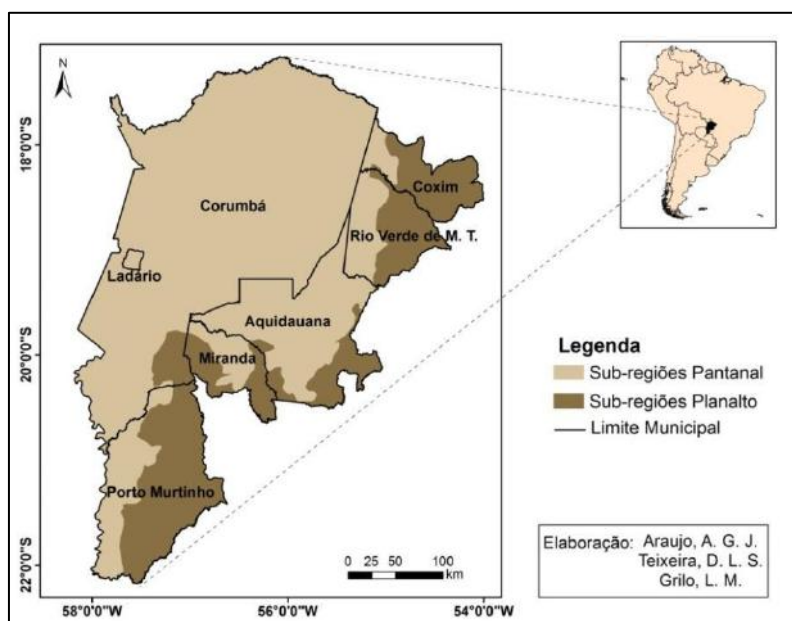 N
18°0'0"S
20°0'0"S
22°0'0"S
Corumbá
Coxim
Rio Verde de M. T.
Ladário
Aquidauana
Miranda
Porto Murtinho
0 25 50 100
km
58°0'0"W
56°0'0"W
54°0'0"W
Legenda
Sub-regiões Pantanal
Sub-regiões Planalto
Limite Municipal
Elaboração: Araujo, A. G. J.
Teixeira, D. L. S.
Grilo, L. M.